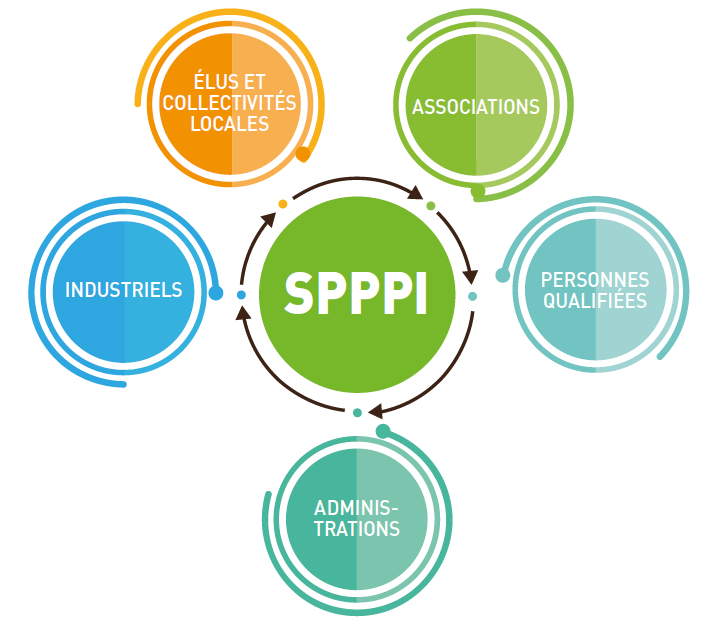 ÉLUS ET
COLLECTIVITÉS
LOCALES
ASSOCIATIONS
INDUSTRIELS
SPPPI
PERSONNES
QUALIFIÉES
ADMINIS-
TRATIONS